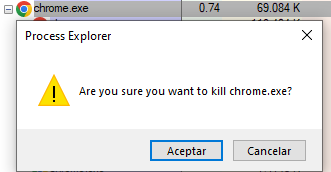 chrome.exe 0.74 69.084 K
Process Explorer
Are you sure you want to kill chrome.exe?
Aceptar Cancelar